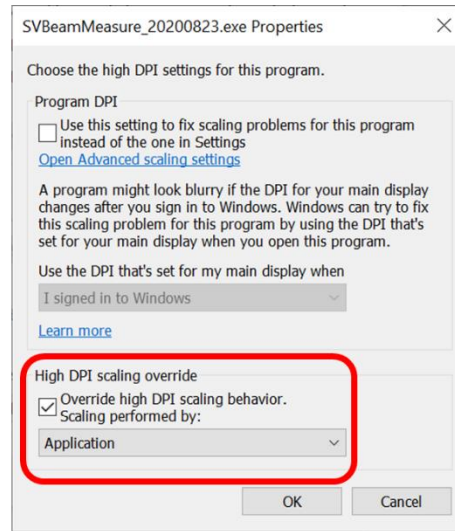 SVBeamMeasure_20200823.exe Properties
Choose the high DPI settings for this program.
Program DPI
Use this setting to fix scaling problems for this program
instead of the one in Settings
Open Advanced scaling settings
A program might look blurry if the DPI for your main display
changes after you sign in to Windows. Windows can try to fix
this scaling problem for this program by using the DPI that's
set for your main display when you open this program.
Use the DPI that's set for my main display when
I signed in to Windows
Learn more
High DPI scaling override
Override high DPI scaling behavior.
Scaling performed by:
Application
OK
Cancel